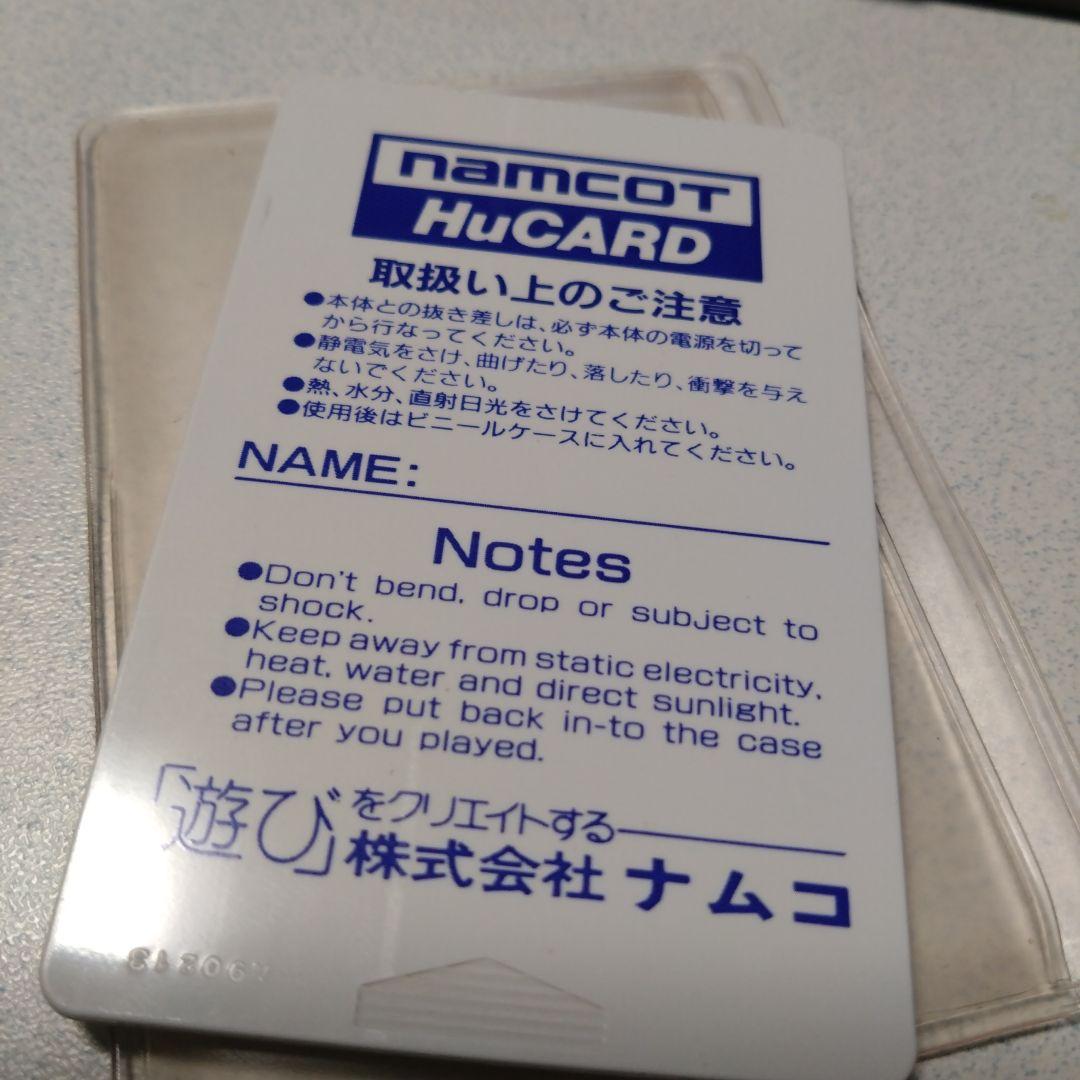 namcot
HuCARD
取扱い上のご注意
●本体との抜き差しは、必ず本体の電源を切って
から行なってください。
●静電気をさけ、曲げたり、落したり、衝撃を与え
ないでください。
●熱、水分、直射日光をさけてください。
●使用後はビニールケースに入れてください。
NAME:
Notes
●Don't bend, drop or subject to
shock.
●Keep away from static electricity,
heat, water and direct sunlight.
●Please put back in-to the case
after you played.
「遊び」をクリエイトする
株式会社ナムコ